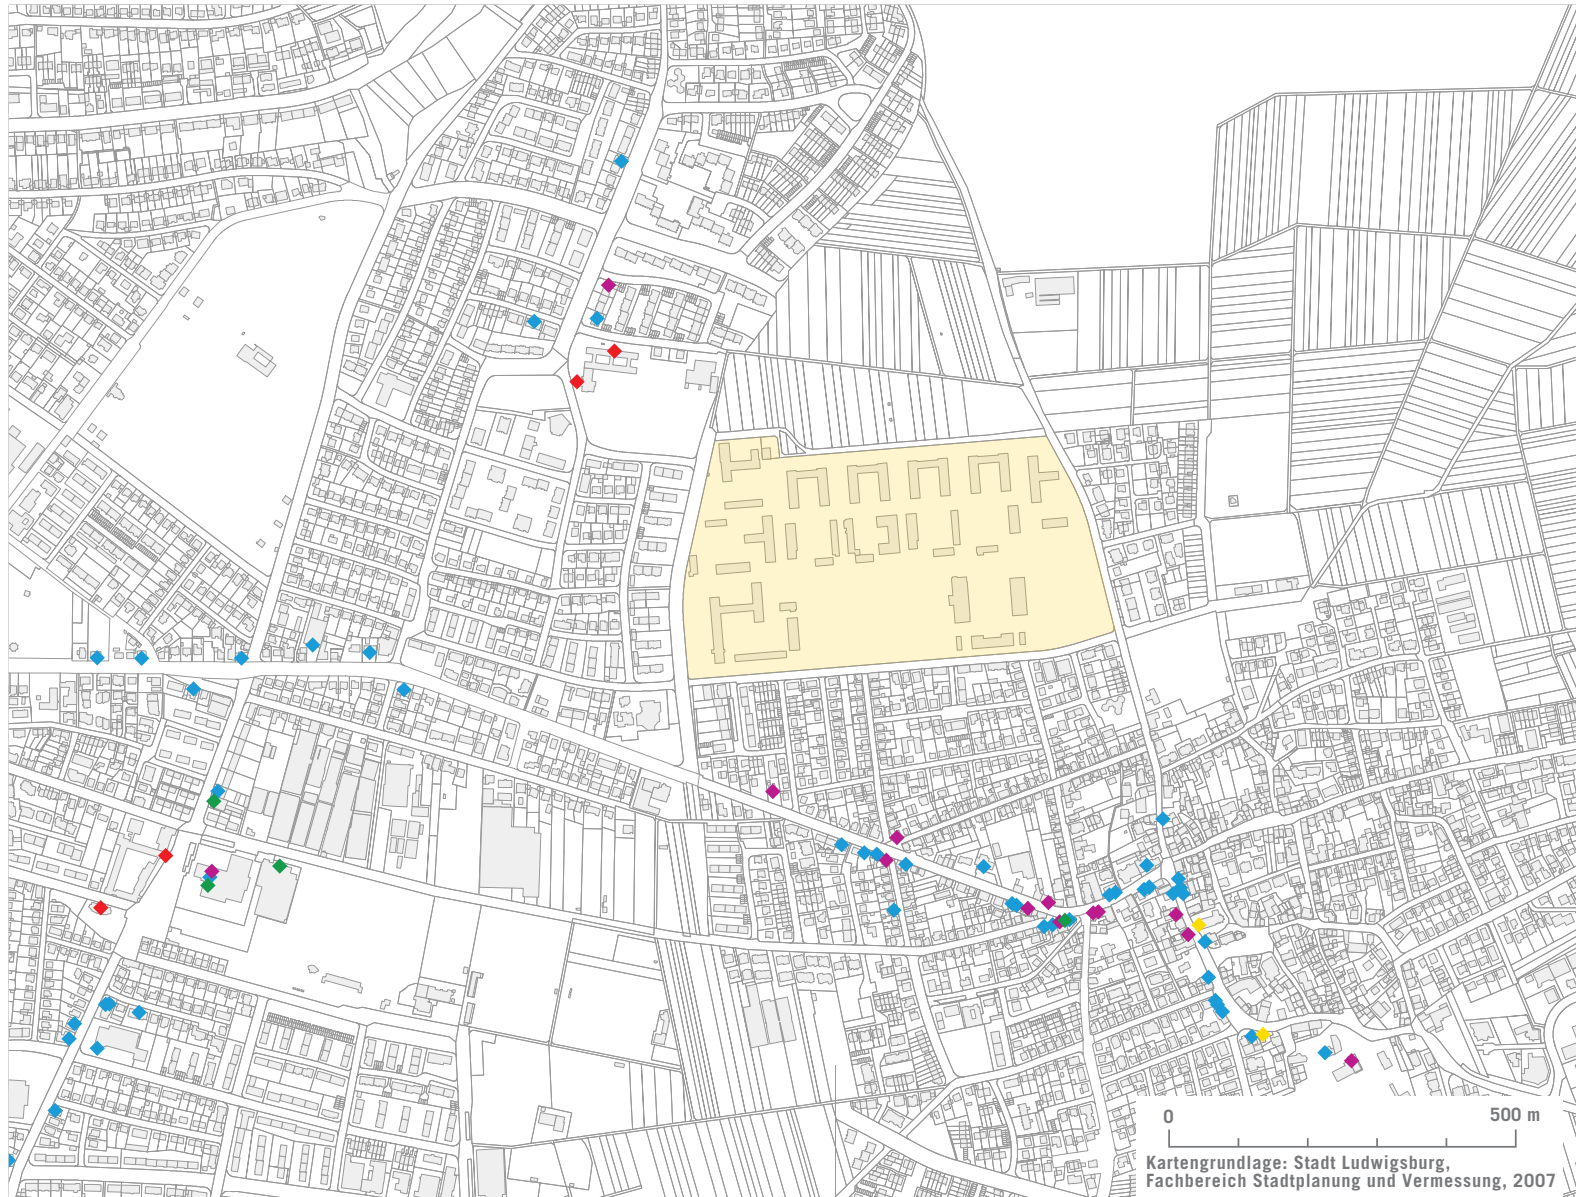 0 500 m
Kartengrundlage: Stadt Ludwigsburg,
Fachbereich Stadtplanung und Vermessung, 2007